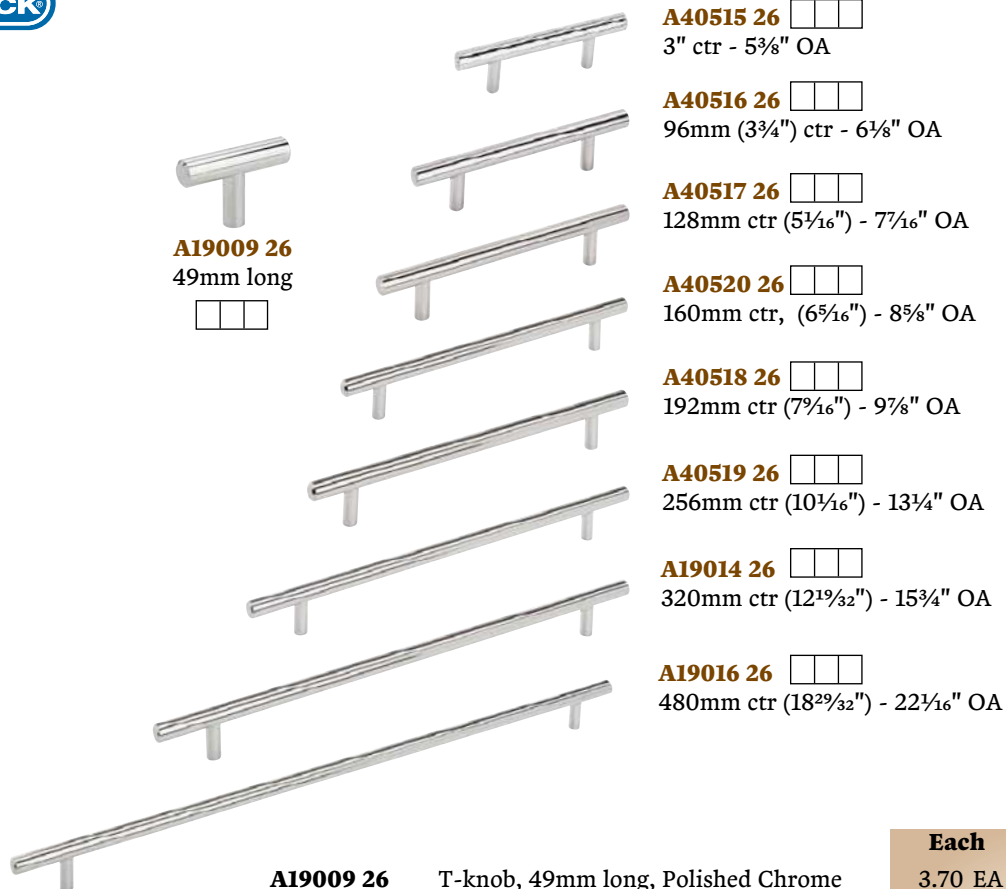 CK®
A40515 26
3" ctr - 5⅜" OA
A40516 26
96mm (3¾") ctr - 6⅛" OA
A40517 26
128mm ctr (5¹⁄₁₆") - 7⁷⁄₁₆" OA
A19009 26
49mm long
A40520 26
160mm ctr, (6⁵⁄₁₆") - 8⅝" OA
A40518 26
192mm ctr (7⁹⁄₁₆") - 9⅞" OA
A40519 26
256mm ctr (10¹⁄₁₆") - 13¼" OA
A19014 26
320mm ctr (12¹⁹⁄₃₂") - 15¾" OA
A19016 26
480mm ctr (18²⁹⁄₃₂") - 22¹⁄₁₆" OA
Each
A19009 26 T-knob, 49mm long, Polished Chrome 3.70 EA